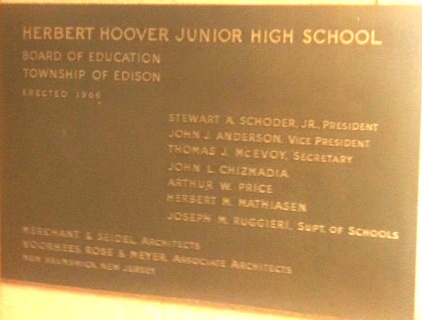 HERBERT HOOVER JUNIOR HIGH SCHOOL
BOARD OF EDUCATION
TOWNSHIP OF EDISON
ERECTED 1966
STEWART A. SCHODER, JR., PRESIDENT
JOHN J. ANDERSON, VICE PRESIDENT
THOMAS J. McEVOY, SECRETARY
JOHN L. CHIZMADIA
ARTHUR W. PRICE
HERBERT M. MATHIASEN
JOSEPH M. RUGGIERI, SUPT. OF SCHOOLS
MERCHANT & SEIDEL, ARCHITECTS
VOORHEES, ROSE & MEYER, ASSOCIATE ARCHITECTS
NEW BRUNSWICK, NEW JERSEY